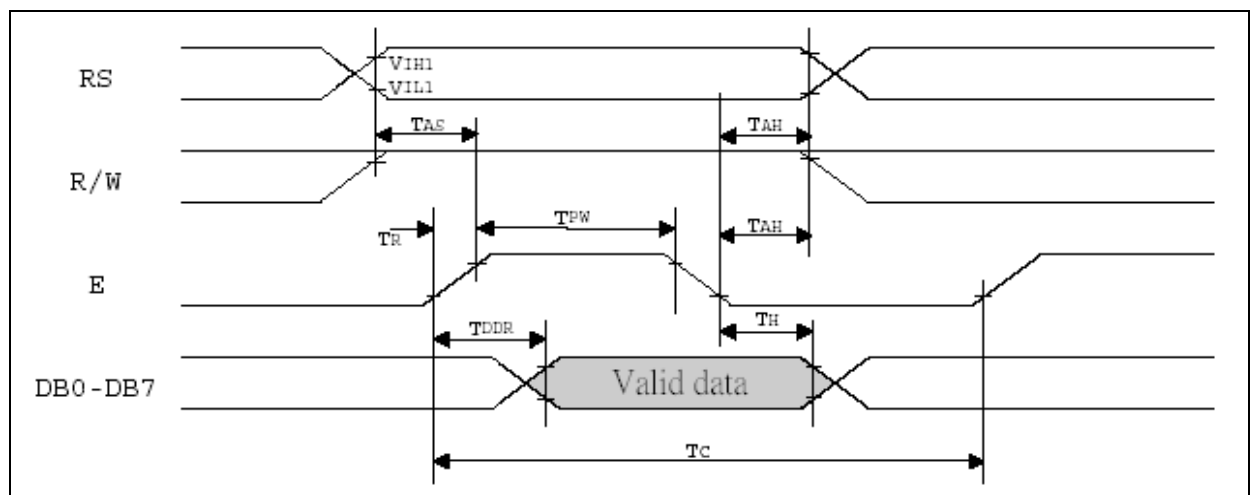 RS
VIH1
VIL1
TAS
TAH
R/W
TPW
TAH
TR
E
TDDR
TH
DB0-DB7
Valid data
TC